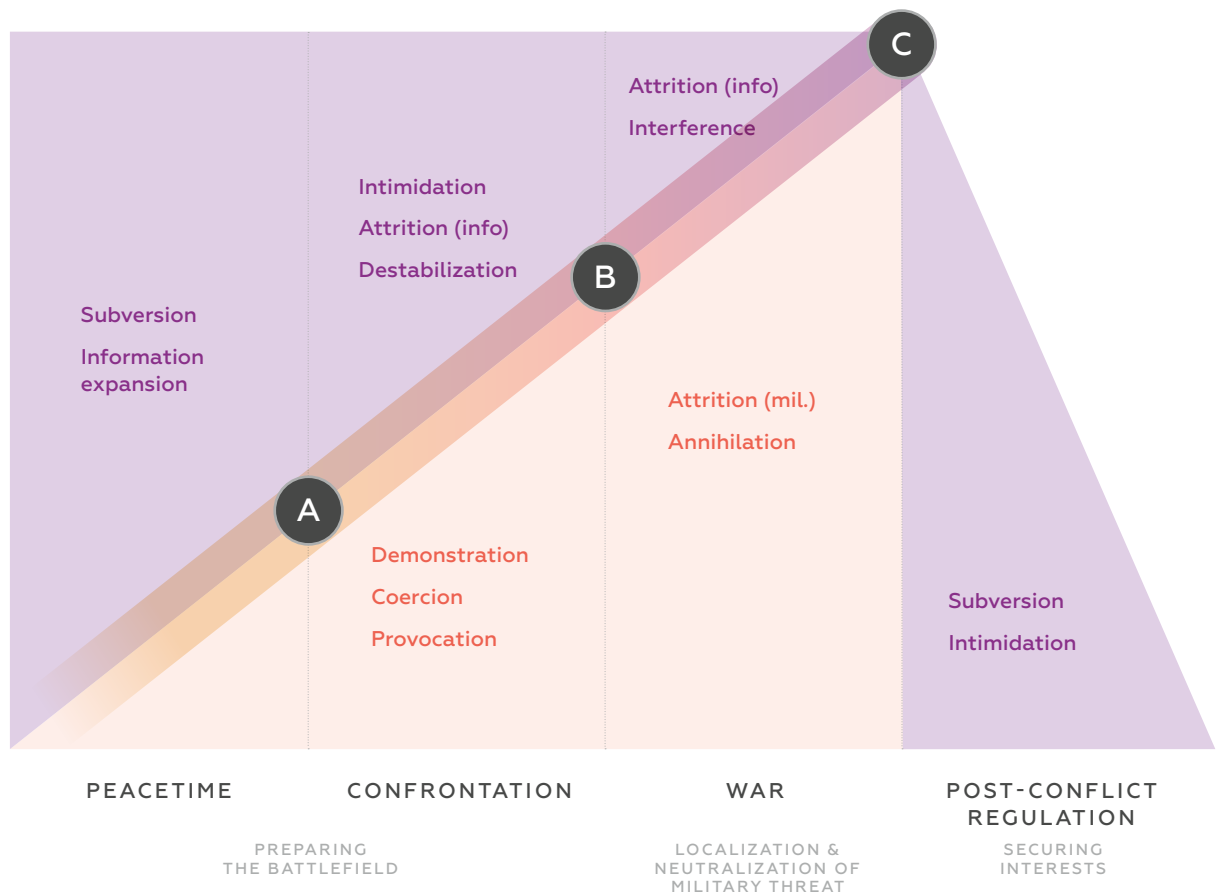 C
Attrition (info)
Interference
Intimidation
Attrition (info)
Destabilization
B
Subversion
Information
expansion
Attrition (mil.)
Annihilation
A
Demonstration
Coercion
Provocation
Subversion
Intimidation
PEACETIME
CONFRONTATION
WAR
POST-CONFLICT
REGULATION
PREPARING
THE BATTLEFIELD
LOCALIZATION &
NEUTRALIZATION OF
MILITARY THREAT
SECURING
INTERESTS